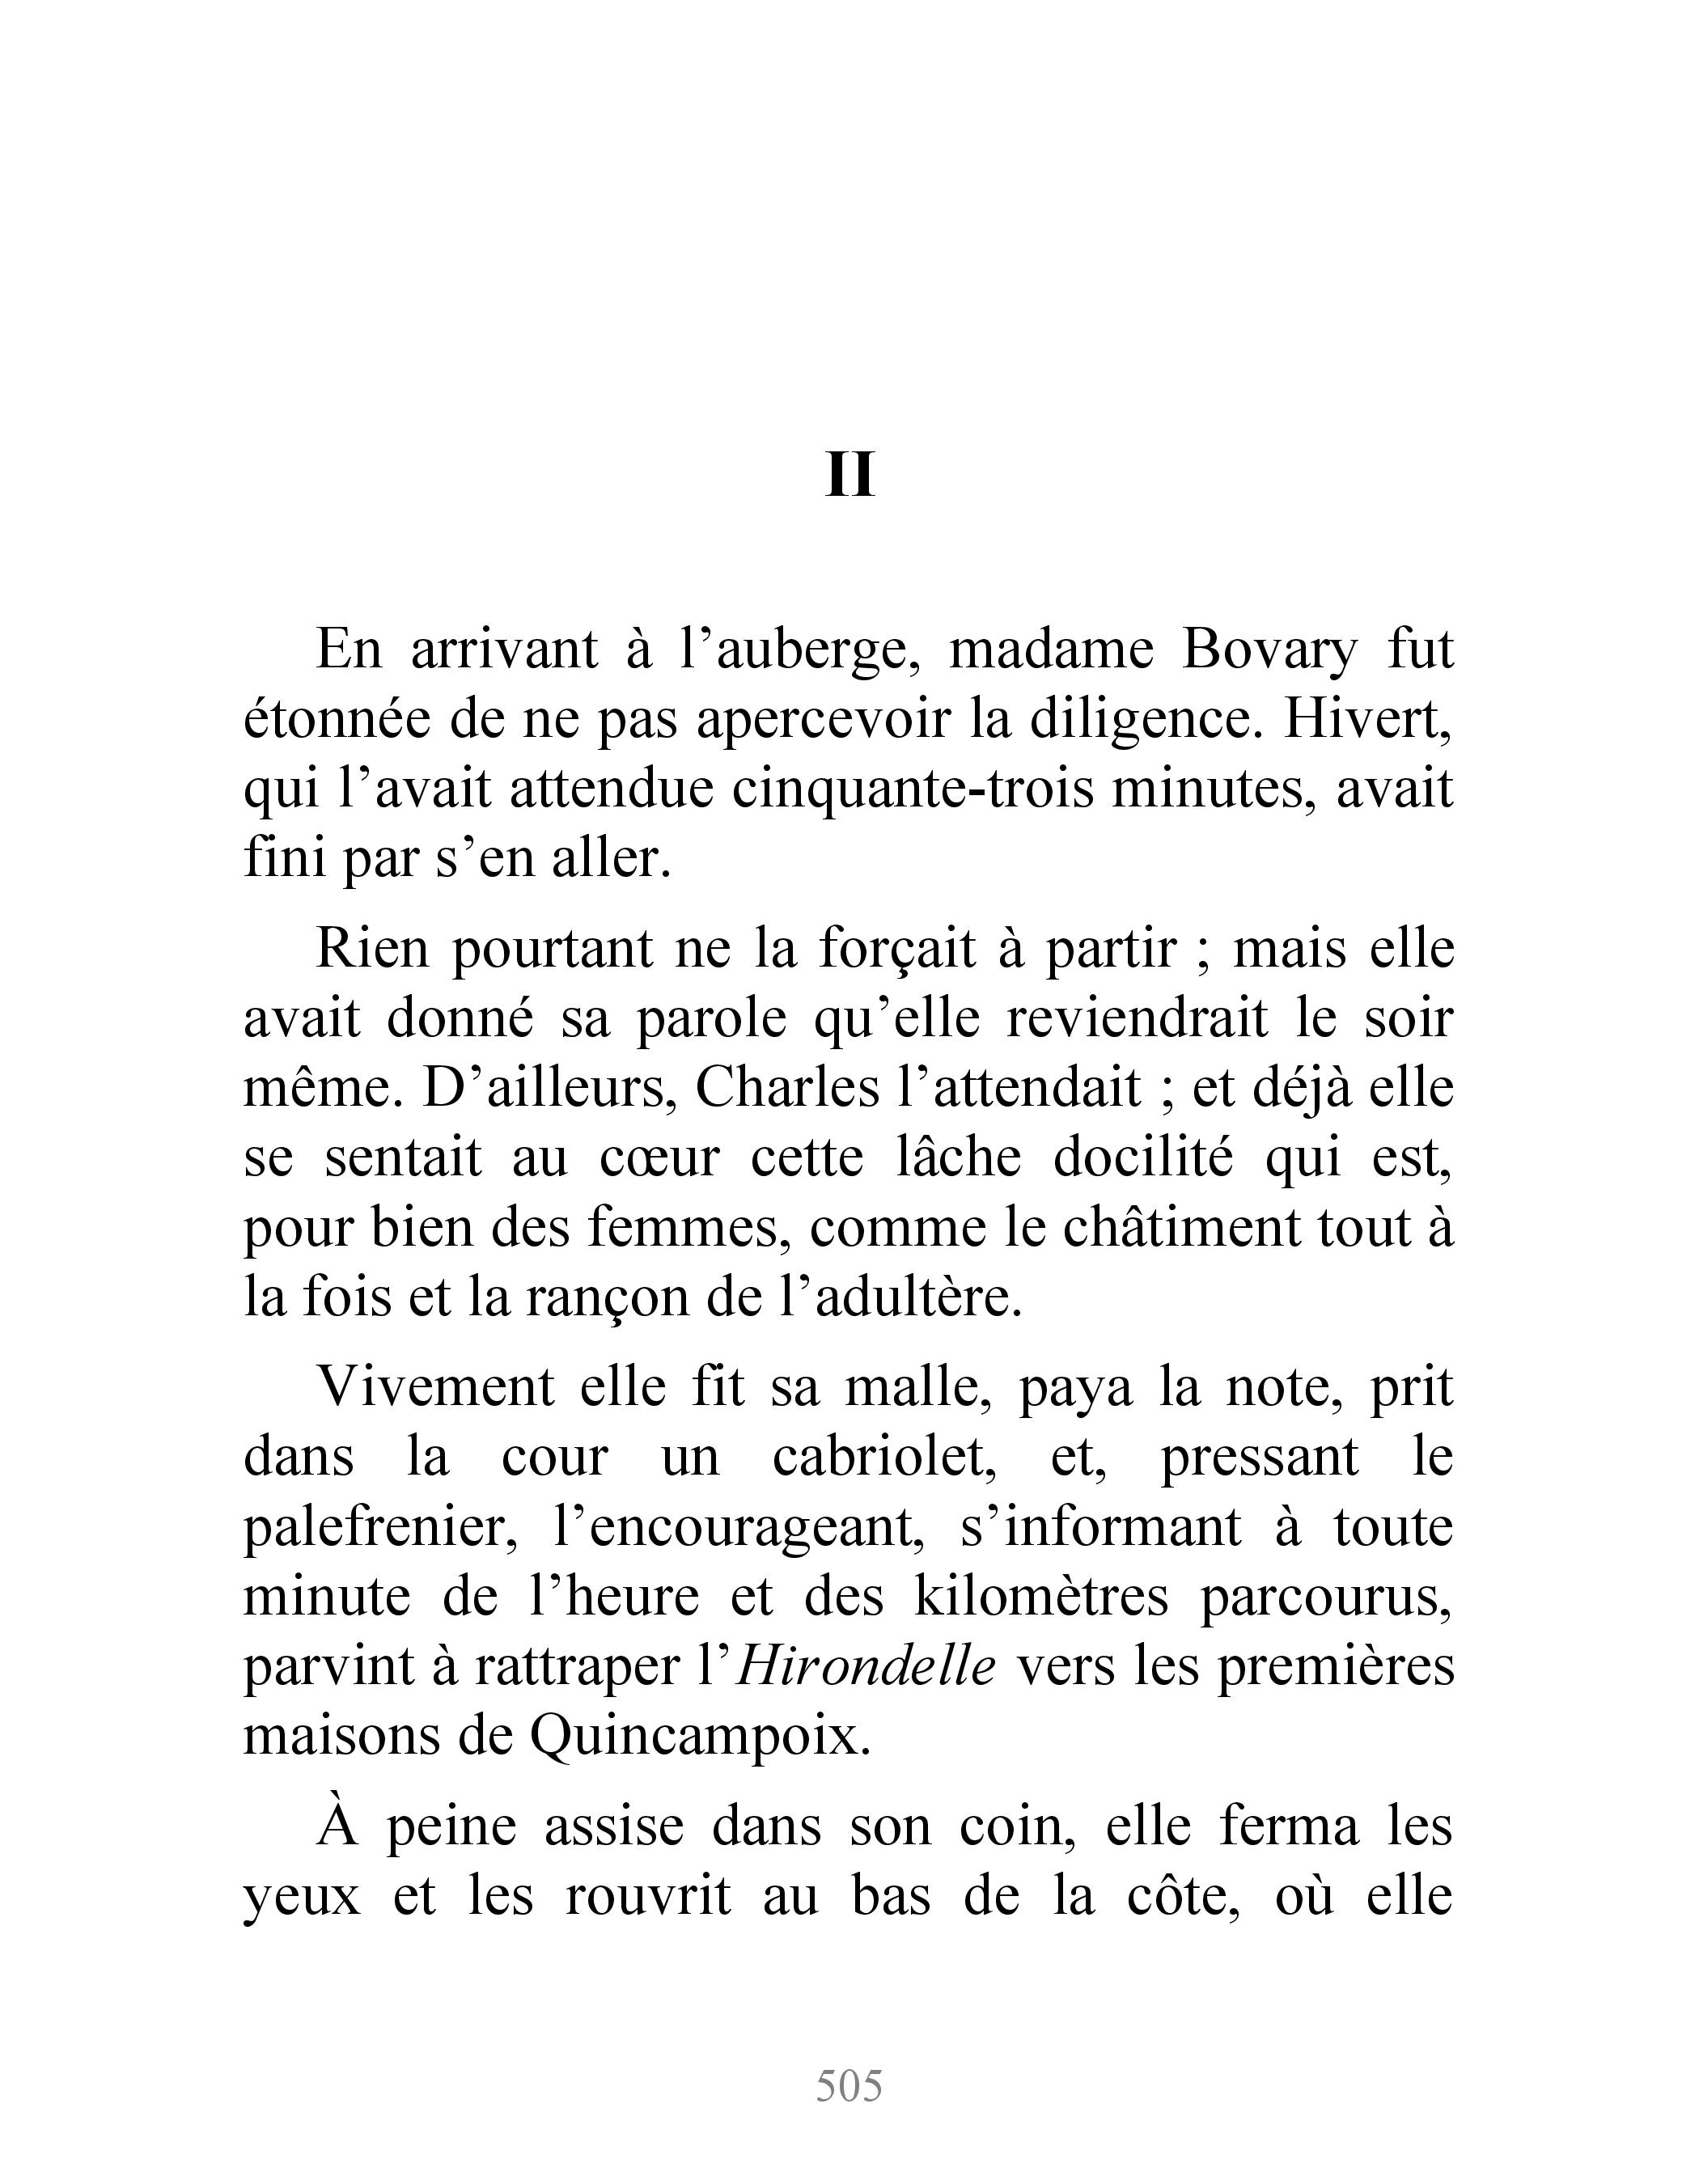 II
En arrivant à l’auberge, madame Bovary fut
étonnée de ne pas apercevoir la diligence. Hivert,
qui l’avait attendue cinquante-trois minutes, avait
fini par s’en aller.
Rien pourtant ne la forçait à partir ; mais elle
avait donné sa parole qu’elle reviendrait le soir
même. D’ailleurs, Charles l’attendait ; et déjà elle
se sentait au cœur cette lâche docilité qui est,
pour bien des femmes, comme le châtiment tout à
la fois et la rançon de l’adultère.
Vivement elle fit sa malle, paya la note, prit
dans la cour un cabriolet, et, pressant le
palefrenier, l’encourageant, s’informant à toute
minute de l’heure et des kilomètres parcourus,
parvint à rattraper l’Hirondelle vers les premières
maisons de Quincampoix.
À peine assise dans son coin, elle ferma les
yeux et les rouvrit au bas de la côte, où elle
505